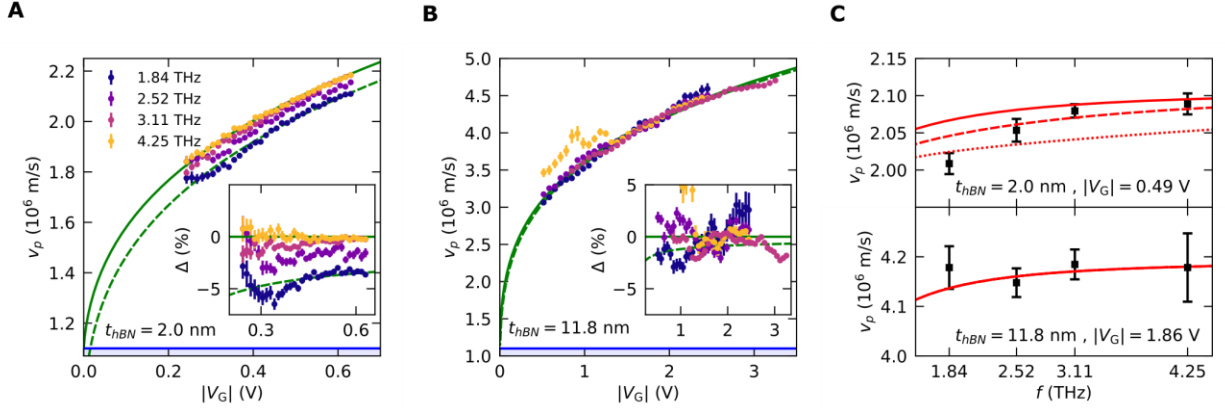 A
2.2
2.0
1.8
1.6
1.4
1.2
v_p (10^6 m/s)
1.84 THz
2.52 THz
3.11 THz
4.25 THz
Δ (%)
0
−5
0.3
0.6
t_hBN = 2.0 nm
0.0
0.2
0.4
0.6
|V_G| (V)
B
5.0
4.5
4.0
3.5
3.0
2.5
2.0
1.5
1.0
v_p (10^6 m/s)
Δ (%)
5
0
−5
1
2
3
t_hBN = 11.8 nm
0
1
2
3
|V_G| (V)
C
2.10
2.05
2.00
v_p (10^6 m/s)
t_hBN = 2.0 nm , |V_G| = 0.49 V
4.2
4.1
4.0
v_p (10^6 m/s)
t_hBN = 11.8 nm , |V_G| = 1.86 V
1.84
2.52
3.11
4.25
f (THz)